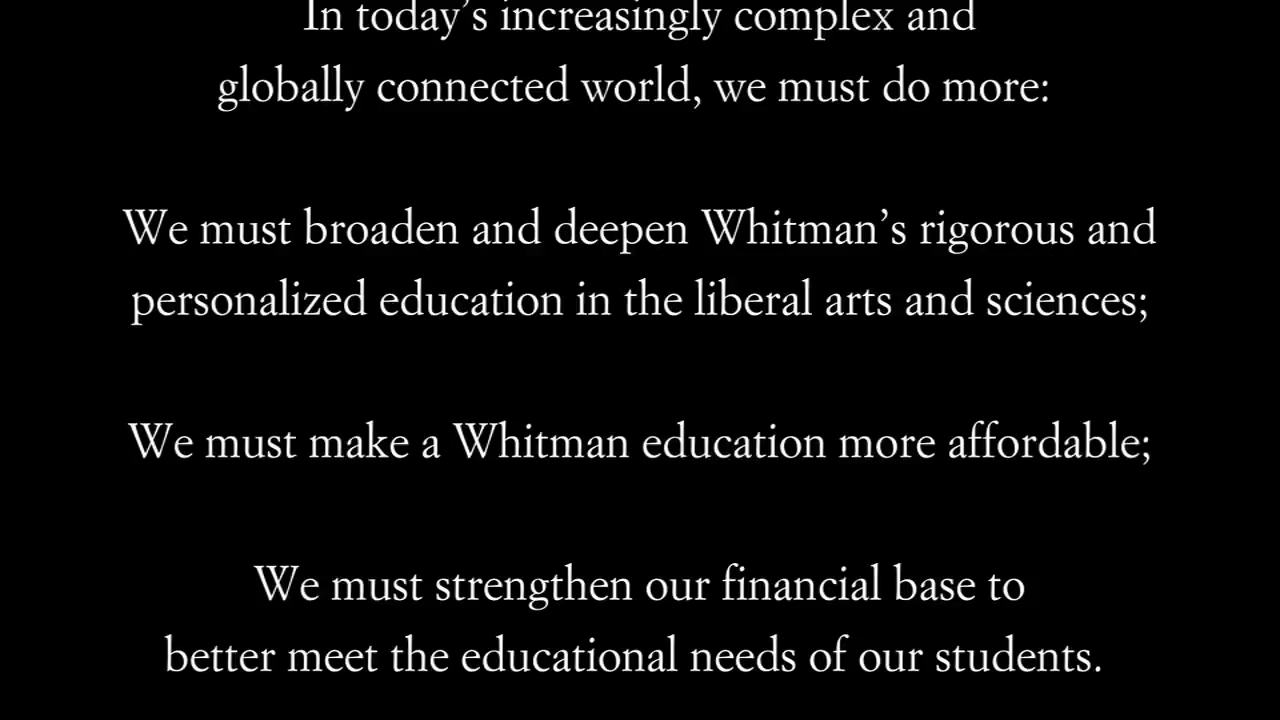 In today’s increasingly complex and
globally connected world, we must do more:
We must broaden and deepen Whitman’s rigorous and
personalized education in the liberal arts and sciences;
We must make a Whitman education more affordable;
We must strengthen our financial base to
better meet the educational needs of our students.